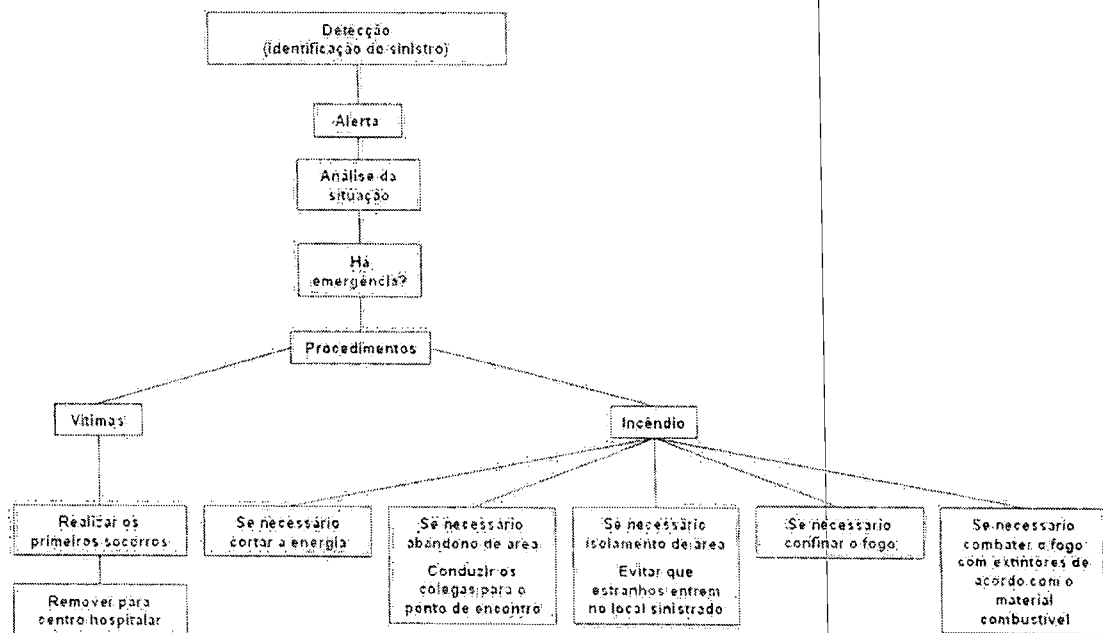 Detecção
(identificação do sinistro)
Alerta
Análise da
situação
Há
emergência?
Procedimentos
Vítimas
Incêndio
Realizar os
primeiros socorros
Remover para
centro hospitalar
Se necessário
cortar a energia
Se necessário
abandono de area
Conduzir os
colegas para o
ponto de encontro
Se necessário
isolamento de área
Evitar que
estranhos entrem
no local sinistrado
Se necessario
confinar o fogo
Se necessario
combater o fogo
com extintores de
acordo com o
material
combustível